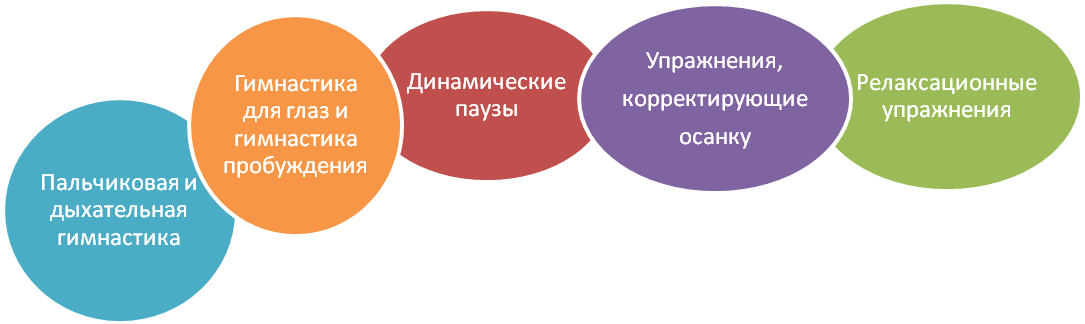 Пальчиковая и
дыхательная
гимнастика
Гимнастика
для глаз и
гимнастика
пробуждения
Динамические
паузы
Упражнения,
корректирующие
осанку
Релаксационные
упражнения